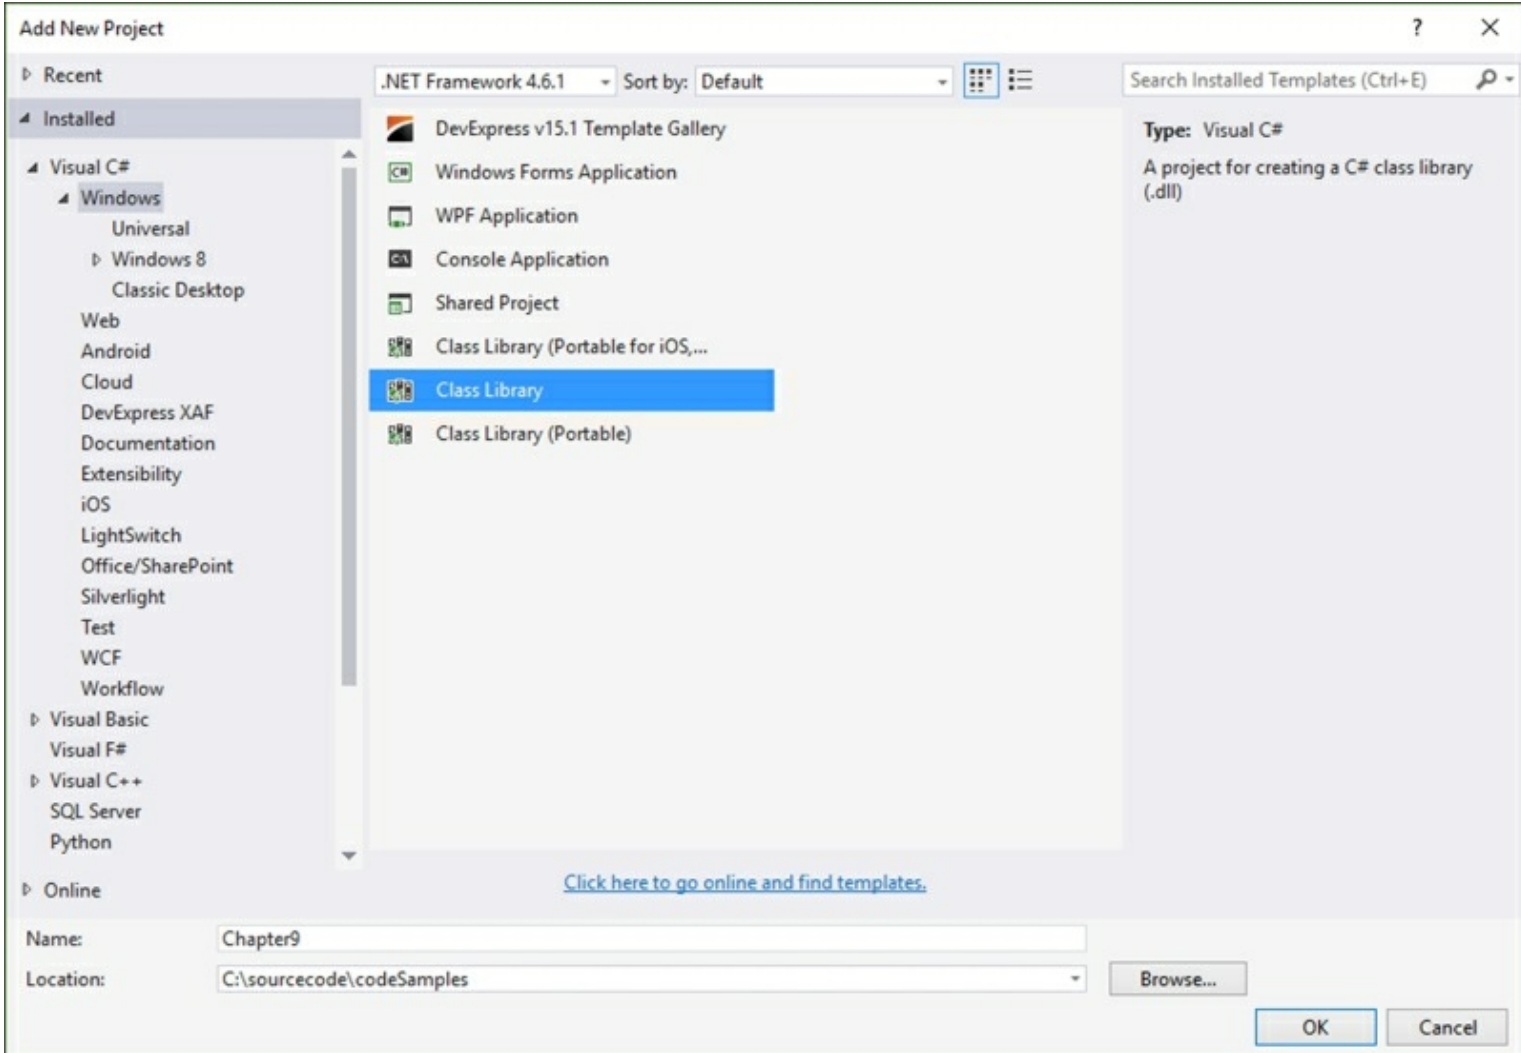 Add New Project
?
Recent
.NET Framework 4.6.1
Sort by: Default
Search Installed Templates (Ctrl+E)
Installed
Visual C#
Windows
Universal
Windows 8
Classic Desktop
Web
Android
Cloud
DevExpress XAF
Documentation
Extensibility
iOS
LightSwitch
Office/SharePoint
Silverlight
Test
WCF
Workflow
Visual Basic
Visual F#
Visual C++
SQL Server
Python
Online
DevExpress v15.1 Template Gallery
C# Windows Forms Application
WPF Application
Console Application
Shared Project
Class Library (Portable for iOS,...
Class Library
Class Library (Portable)
Click here to go online and find templates.
Type: Visual C#
A project for creating a C# class library
(.dll)
Name: Chapter9
Location: C:\sourcecode\codeSamples
Browse...
OK
Cancel